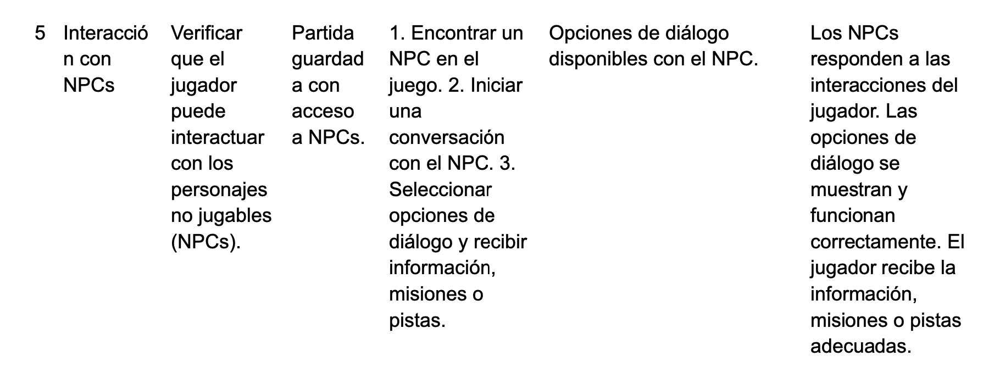 5
Interacció
n con
NPCs
Verificar
que el
jugador
puede
interactuar
con los
personajes
no jugables
(NPCs).
Partida
guardad
a con
acceso
a NPCs.
1. Encontrar un
NPC en el
juego. 2. Iniciar
una
conversación
con el NPC. 3.
Seleccionar
opciones de
diálogo y recibir
información,
misiones o
pistas.
Opciones de diálogo
disponibles con el NPC.
Los NPCs
responden a las
interacciones del
jugador. Las
opciones de
diálogo se
muestran y
funcionan
correctamente. El
jugador recibe la
información,
misiones o pistas
adecuadas.